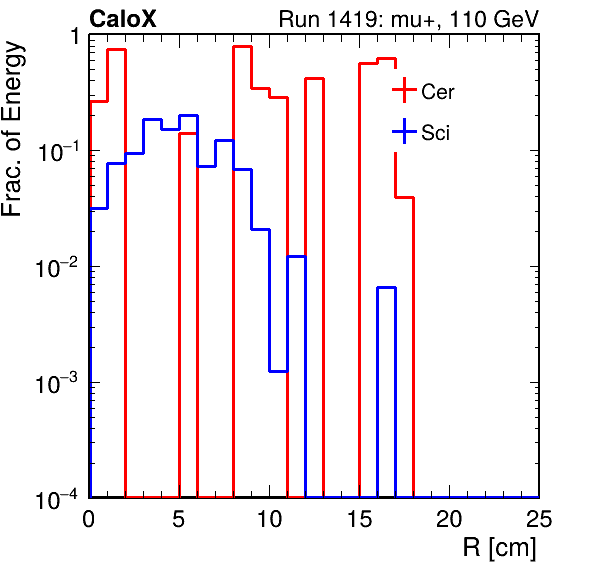 CaloX Run 1419: mu+, 110 GeV
Frac. of Energy
1
10⁻¹
10⁻²
10⁻³
10⁻⁴
Cer
Sci
0 5 10 15 20 25
R [cm]